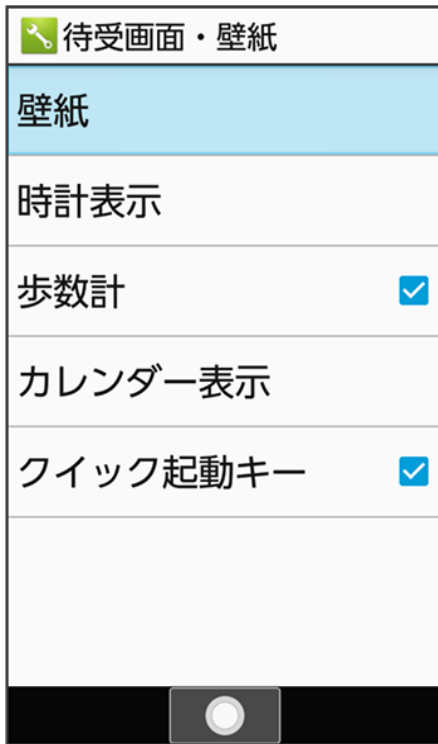 待受画面・壁紙
壁紙
時計表示
歩数計
カレンダー表示
クイック起動キー